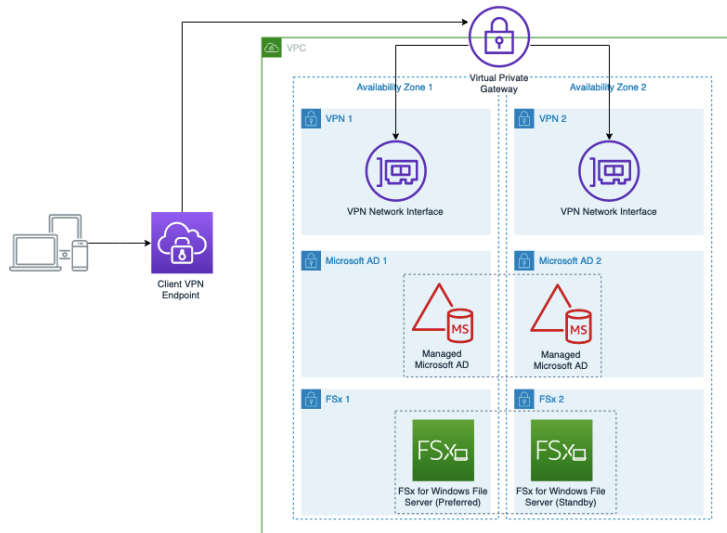 VPC
Virtual Private
Gateway
Availability Zone 1
Availability Zone 2
VPN 1
VPN 2
VPN Network Interface
VPN Network Interface
Client VPN
Endpoint
Microsoft AD 1
Microsoft AD 2
MS
MS
Managed
Microsoft AD
Managed
Microsoft AD
FSx 1
FSx 2
FSx
FSx
FSx for Windows File
Server (Preferred)
FSx for Windows File
Server (Standby)